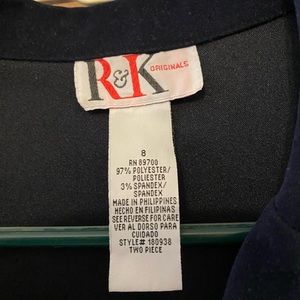 R&K
ORIGINALS
8
RN 89700
97% POLYESTER/
POLIESTER
3% SPANDEX/
SPANDEX
MADE IN PHILIPPINES
HECHO EN FILIPINAS
SEE REVERSE FOR CARE
VER AL DORSO PARA
CUIDADO
STYLE# 180938
TWO PIECE